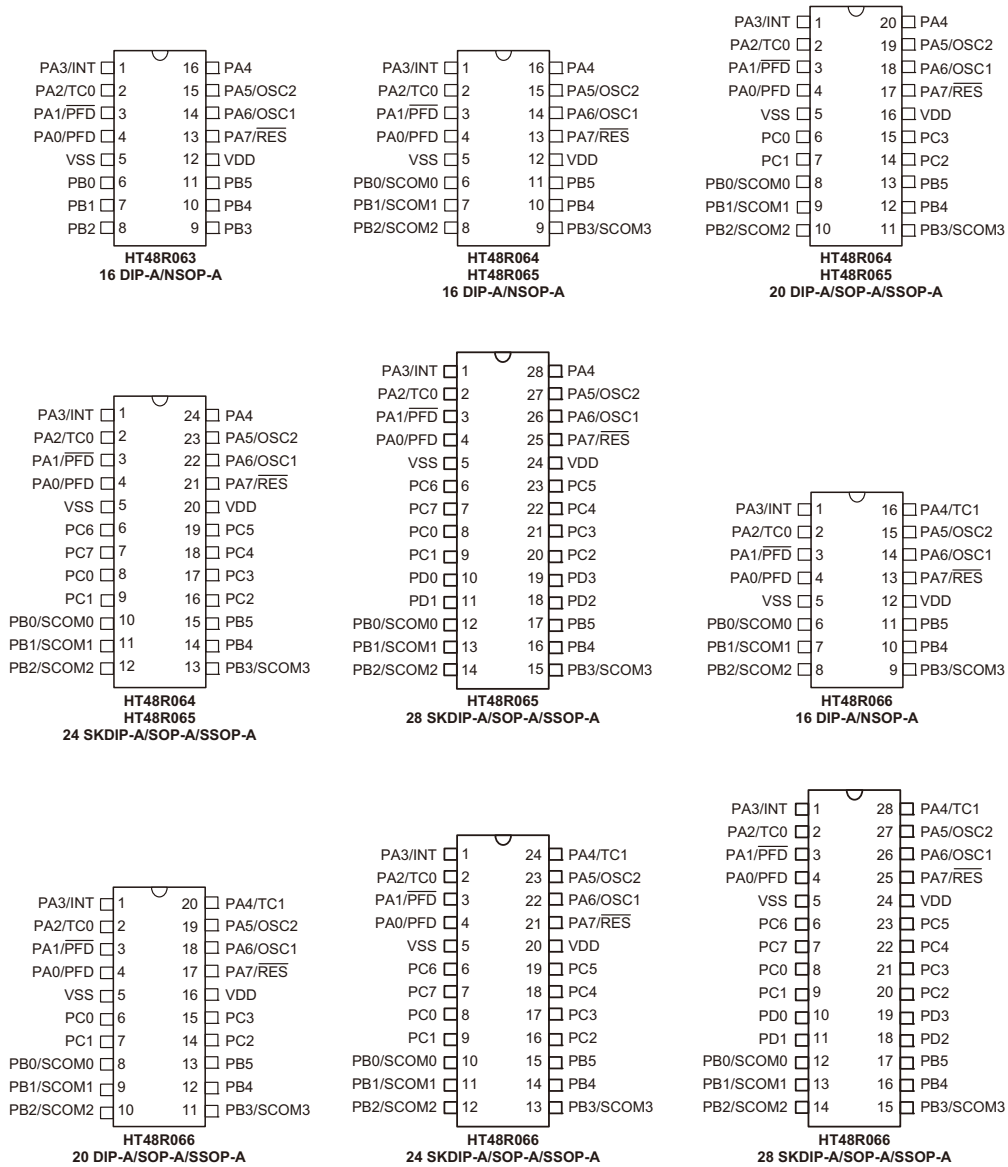 PA3/INT 1 16 PA4
PA2/TC0 2 15 PA5/OSC2
PA1/PFD 3 14 PA6/OSC1
PA0/PFD 4 13 PA7/RES
VSS 5 12 VDD
PB0 6 11 PB5
PB1 7 10 PB4
PB2 8 9 PB3
HT48R063
16 DIP-A/NSOP-A
PA3/INT 1 16 PA4
PA2/TC0 2 15 PA5/OSC2
PA1/PFD 3 14 PA6/OSC1
PA0/PFD 4 13 PA7/RES
VSS 5 12 VDD
PB0/SCOM0 6 11 PB5
PB1/SCOM1 7 10 PB4
PB2/SCOM2 8 9 PB3/SCOM3
HT48R064
HT48R065
16 DIP-A/NSOP-A
PA3/INT 1 20 PA4
PA2/TC0 2 19 PA5/OSC2
PA1/PFD 3 18 PA6/OSC1
PA0/PFD 4 17 PA7/RES
VSS 5 16 VDD
PC0 6 15 PC3
PC1 7 14 PC2
PB0/SCOM0 8 13 PB5
PB1/SCOM1 9 12 PB4
PB2/SCOM2 10 11 PB3/SCOM3
HT48R064
HT48R065
20 DIP-A/SOP-A/SSOP-A
PA3/INT 1 24 PA4
PA2/TC0 2 23 PA5/OSC2
PA1/PFD 3 22 PA6/OSC1
PA0/PFD 4 21 PA7/RES
VSS 5 20 VDD
PC6 6 19 PC5
PC7 7 18 PC4
PC0 8 17 PC3
PC1 9 16 PC2
PB0/SCOM0 10 15 PB5
PB1/SCOM1 11 14 PB4
PB2/SCOM2 12 13 PB3/SCOM3
HT48R064
HT48R065
24 SKDIP-A/SOP-A/SSOP-A
PA3/INT 1 28 PA4
PA2/TC0 2 27 PA5/OSC2
PA1/PFD 3 26 PA6/OSC1
PA0/PFD 4 25 PA7/RES
VSS 5 24 VDD
PC6 6 23 PC5
PC7 7 22 PC4
PC0 8 21 PC3
PC1 9 20 PC2
PD0 10 19 PD3
PD1 11 18 PD2
PB0/SCOM0 12 17 PB5
PB1/SCOM1 13 16 PB4
PB2/SCOM2 14 15 PB3/SCOM3
HT48R065
28 SKDIP-A/SOP-A/SSOP-A
PA3/INT 1 16 PA4/TC1
PA2/TC0 2 15 PA5/OSC2
PA1/PFD 3 14 PA6/OSC1
PA0/PFD 4 13 PA7/RES
VSS 5 12 VDD
PB0/SCOM0 6 11 PB5
PB1/SCOM1 7 10 PB4
PB2/SCOM2 8 9 PB3/SCOM3
HT48R066
16 DIP-A/NSOP-A
PA3/INT 1 20 PA4/TC1
PA2/TC0 2 19 PA5/OSC2
PA1/PFD 3 18 PA6/OSC1
PA0/PFD 4 17 PA7/RES
VSS 5 16 VDD
PC0 6 15 PC3
PC1 7 14 PC2
PB0/SCOM0 8 13 PB5
PB1/SCOM1 9 12 PB4
PB2/SCOM2 10 11 PB3/SCOM3
HT48R066
20 DIP-A/SOP-A/SSOP-A
PA3/INT 1 24 PA4/TC1
PA2/TC0 2 23 PA5/OSC2
PA1/PFD 3 22 PA6/OSC1
PA0/PFD 4 21 PA7/RES
VSS 5 20 VDD
PC6 6 19 PC5
PC7 7 18 PC4
PC0 8 17 PC3
PC1 9 16 PC2
PB0/SCOM0 10 15 PB5
PB1/SCOM1 11 14 PB4
PB2/SCOM2 12 13 PB3/SCOM3
HT48R066
24 SKDIP-A/SOP-A/SSOP-A
PA3/INT 1 28 PA4/TC1
PA2/TC0 2 27 PA5/OSC2
PA1/PFD 3 26 PA6/OSC1
PA0/PFD 4 25 PA7/RES
VSS 5 24 VDD
PC6 6 23 PC5
PC7 7 22 PC4
PC0 8 21 PC3
PC1 9 20 PC2
PD0 10 19 PD3
PD1 11 18 PD2
PB0/SCOM0 12 17 PB5
PB1/SCOM1 13 16 PB4
PB2/SCOM2 14 15 PB3/SCOM3
HT48R066
28 SKDIP-A/SOP-A/SSOP-A